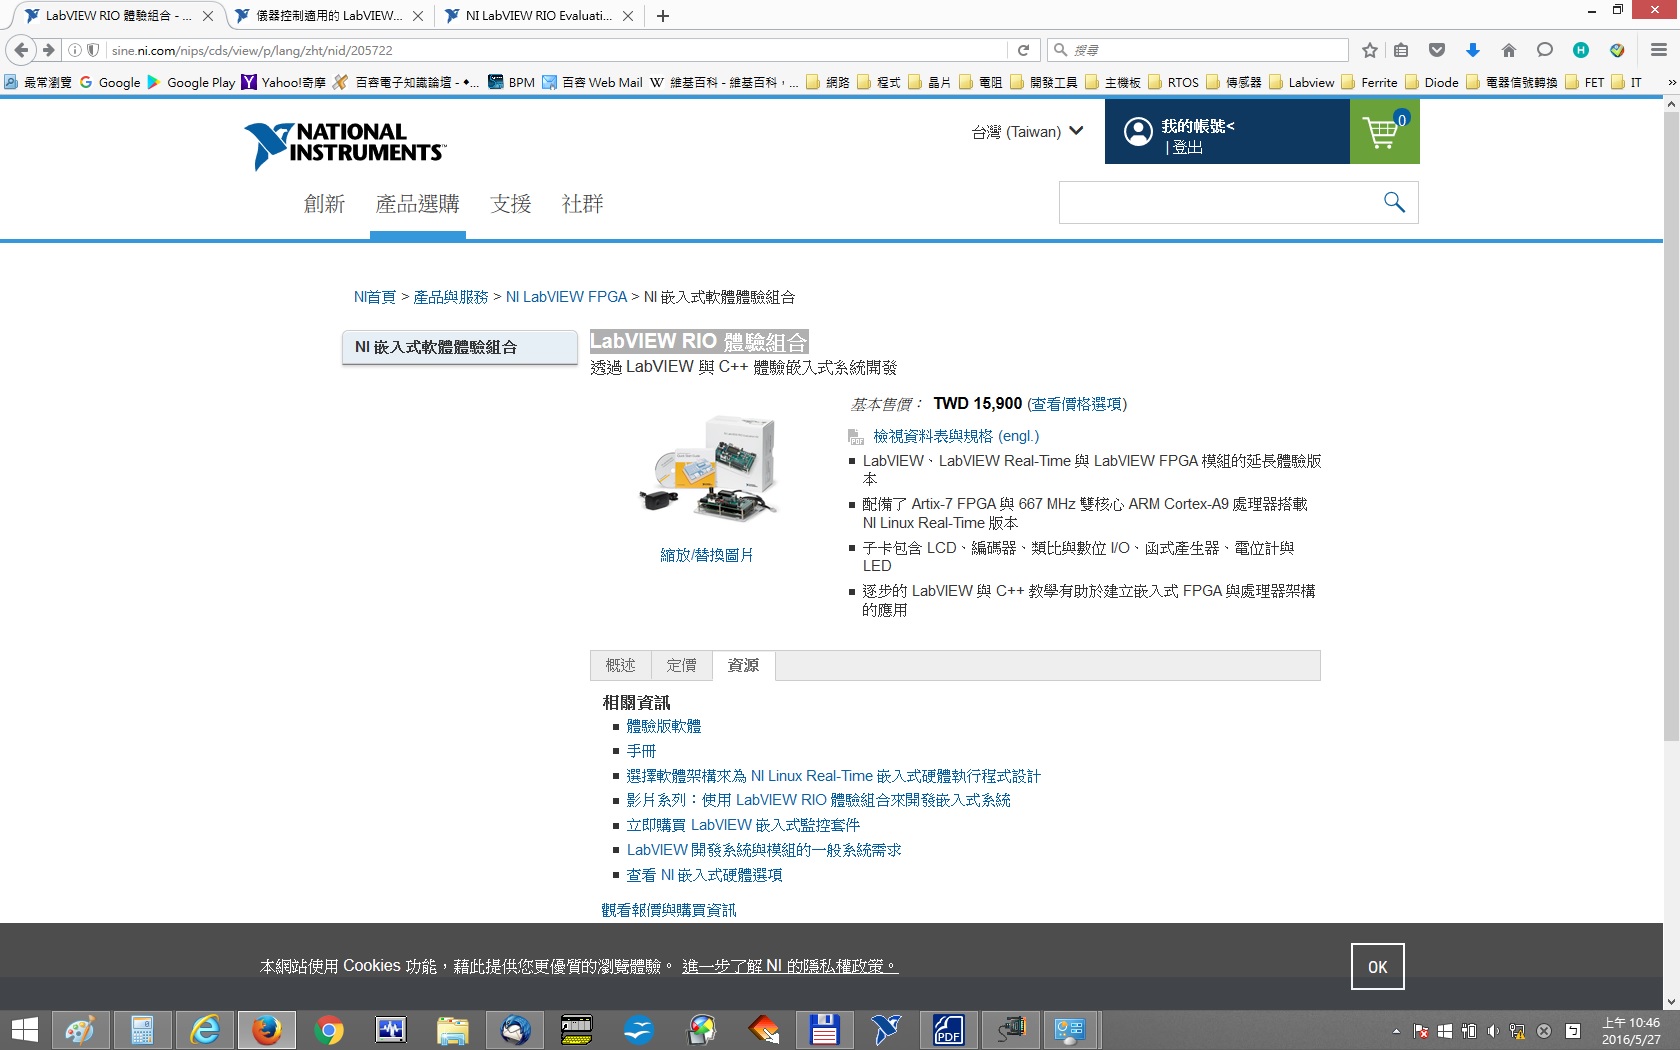 LabVIEW RIO 體驗組合 - ...
儀器控制適用的 LabVIEW...
NI LabVIEW RIO Evaluati...
sine.ni.com/nips/cds/view/p/lang/zht/nid/205722
搜尋
最常瀏覽 Google Google Play Yahoo!奇摩 百容電子知識論壇 - ♦... BPM 百容 Web Mail 維基百科 - 維基百科，... 網路 程式 晶片 電阻 開發工具 主機板 RTOS 傳感器 Labview Ferrite Diode 電器信號轉換 FET IT »
NATIONAL
INSTRUMENTS™
台灣 (Taiwan)
我的帳號<
| 登出
0
創新 產品選購 支援 社群
NI首頁 > 產品與服務 > NI LabVIEW FPGA > NI 嵌入式軟體體驗組合
NI 嵌入式軟體體驗組合
LabVIEW RIO 體驗組合
透過 LabVIEW 與 C++ 體驗嵌入式系統開發
縮放/替換圖片
基本售價： TWD 15,900 (查看價格選項)
檢視資料表與規格 (engl.)
LabVIEW、LabVIEW Real-Time 與 LabVIEW FPGA 模組的延長體驗版
本
配備了 Artix-7 FPGA 與 667 MHz 雙核心 ARM Cortex-A9 處理器搭載
NI Linux Real-Time 版本
子卡包含 LCD、編碼器、類比與數位 I/O、函式產生器、電位計與
LED
逐步的 LabVIEW 與 C++ 教學有助於建立嵌入式 FPGA 與處理器架構
的應用
概述 定價 資源
相關資訊
體驗版軟體
手冊
選擇軟體架構來為 NI Linux Real-Time 嵌入式硬體執行程式設計
影片系列：使用 LabVIEW RIO 體驗組合來開發嵌入式系統
立即購買 LabVIEW 嵌入式監控套件
LabVIEW 開發系統與模組的一般系統需求
查看 NI 嵌入式硬體選項
觀看報價與購買資訊
本網站使用 Cookies 功能，藉此提供您更優質的瀏覽體驗。 進一步了解 NI 的隱私權政策。
OK
PDF
上午 10:46
2016/5/27